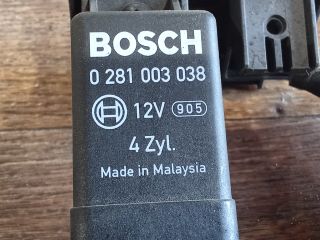 BOSCH
0 281 003 038
12V 905
4 Zyl.
Made in Malaysia